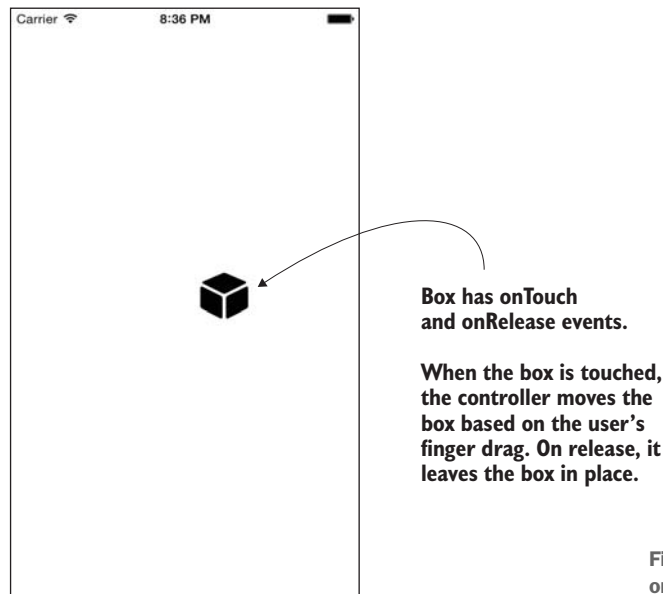 Carrier 8:36 PM
Box has onTouch
and onRelease events.
When the box is touched,
the controller moves the
box based on the user's
finger drag. On release, it
leaves the box in place.